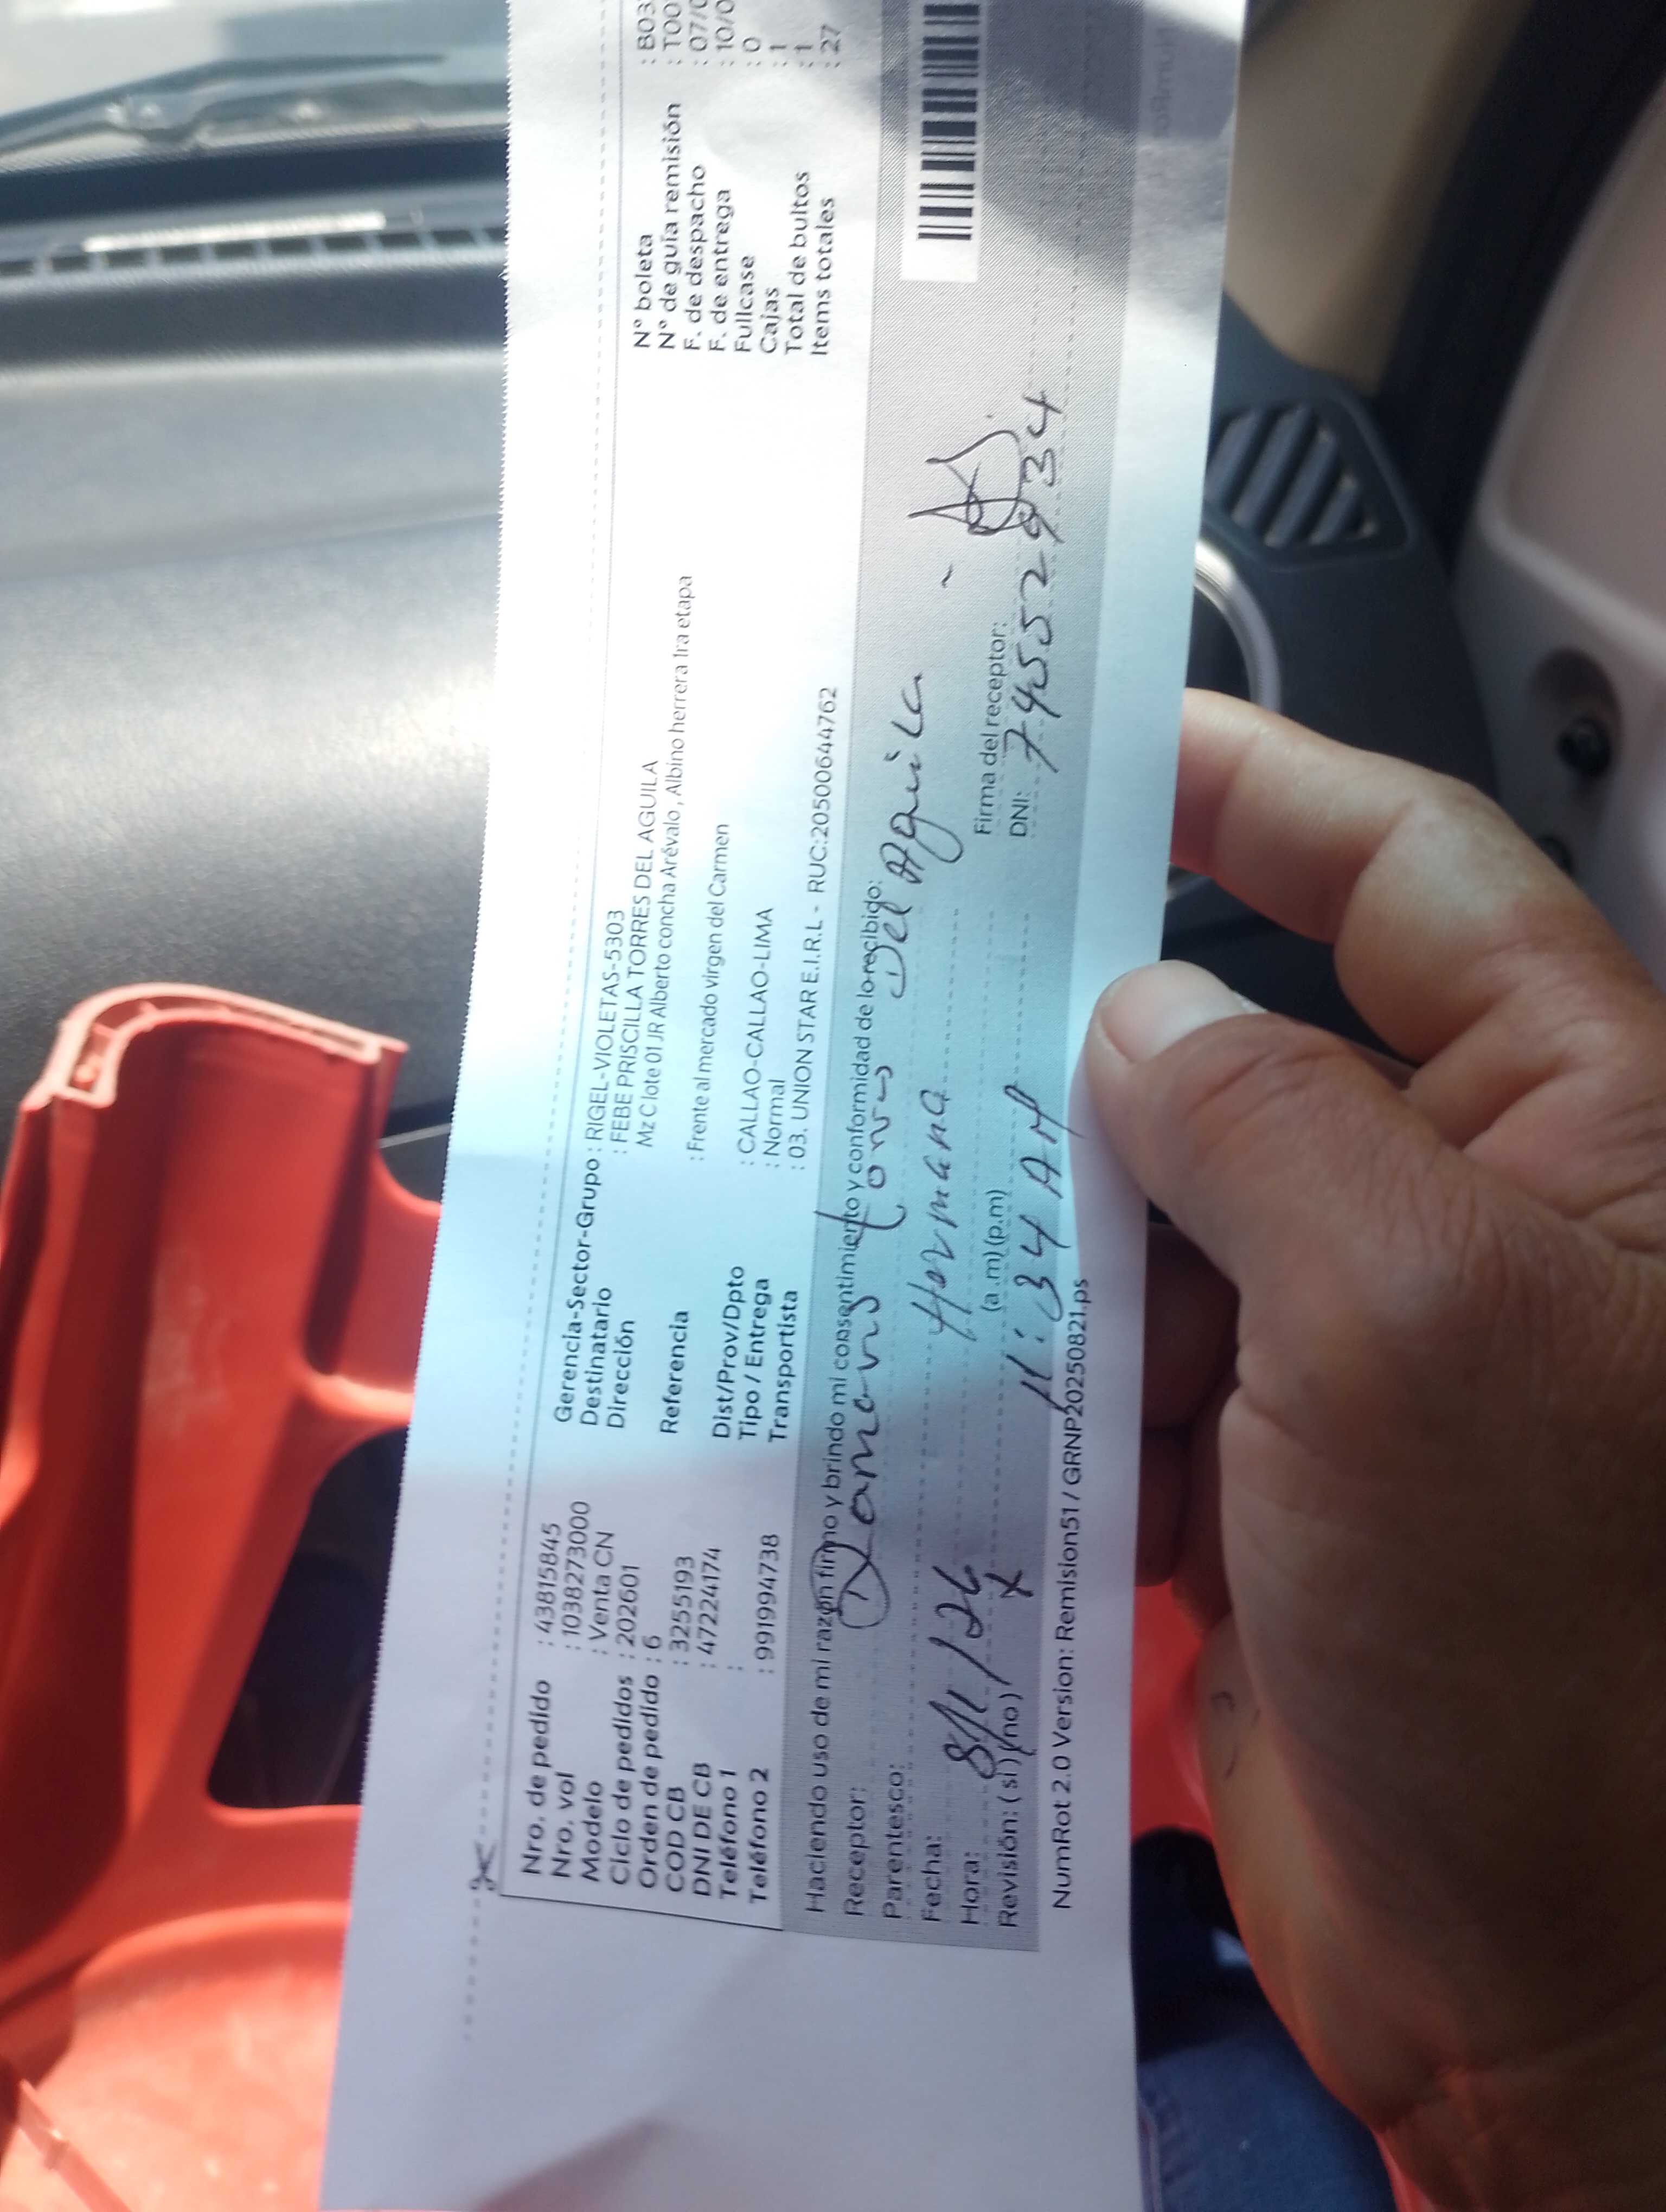 Nro. de pedido : 43815845
Nro. vol : 1038273000
Modelo : Venta CN
Ciclo de pedidos : 202601
Orden de pedido : 6
COD CB : 3255193
DNI DE CB : 47224174
Teléfono 1 :
Teléfono 2 : 991994738
Gerencia-Sector-Grupo : RIGEL-VIOLETAS-5303
Destinatario : FEBE PRISCILLA TORRES DEL AGUILA
Dirección Mz C lote 01 JR Alberto concha Arévalo , Albino herrera 1ra etapa
Referencia : Frente al mercado virgen del Carmen
Dist/Prov/Dpto : CALLAO-CALLAO-LIMA
Tipo / Entrega : Normal
Transportista : 03. UNION STAR E.I.R.L - RUC:20500644762
N° boleta : B03
N° de guía remisión : T00
F. de despacho : 07/0
F. de entrega : 10/0
Fullcase : 0
Cajas : 1
Total de bultos : 1
Items totales : 27
Haciendo uso de mi razón firmo y brindo mi consentimiento y conformidad de lo recibido:
Receptor: Del Aguila
Parentesco: Hermana
Fecha: 8/1/26
Firma del receptor:
Hora: (a.m) (p.m) 11:34 AM
DNI: 74552934
Revisión: ( si ) (no) X
NumRot 2.0 Version: Remision51 / GRNP20250821.ps